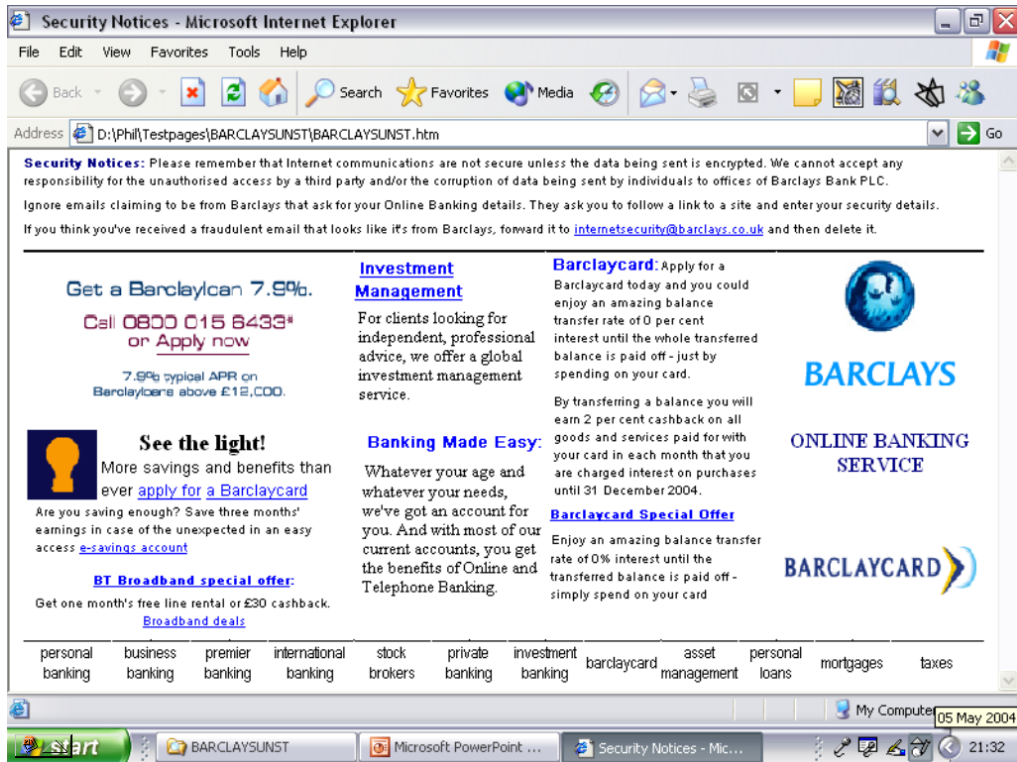 Security Notices - Microsoft Internet Explorer
File Edit View Favorites Tools Help
Back Search Favorites Media
Address D:\Phil\Testpages\BARCLAYSUNST\BARCLAYSUNST.htm Go
Security Notices: Please remember that Internet communications are not secure unless the data being sent is encrypted. We cannot accept any
responsibility for the unauthorised access by a third party and/or the corruption of data being sent by individuals to offices of Barclays Bank PLC.
Ignore emails claiming to be from Barclays that ask for your Online Banking details. They ask you to follow a link to a site and enter your security details.
If you think you've received a fraudulent email that looks like it's from Barclays, forward it to internetsecurity@barclays.co.uk and then delete it.
Get a Barclayloan 7.9%.
Call 0800 015 6433*
or Apply now
7.9% typical APR on
Barclayloans above £12,000.
See the light!
More savings and benefits than
ever apply for a Barclaycard
Are you saving enough? Save three months'
earnings in case of the unexpected in an easy
access e-savings account
BT Broadband special offer:
Get one month's free line rental or £30 cashback.
Broadband deals
Investment
Management
For clients looking for
independent, professional
advice, we offer a global
investment management
service.
Banking Made Easy:
Whatever your age and
whatever your needs,
we've got an account for
you. And with most of our
current accounts, you get
the benefits of Online and
Telephone Banking.
Barclaycard: Apply for a
Barclaycard today and you could
enjoy an amazing balance
transfer rate of 0 per cent
interest until the whole transferred
balance is paid off - just by
spending on your card.
By transferring a balance you will
earn 2 per cent cashback on all
goods and services paid for with
your card in each month that you
are charged interest on purchases
until 31 December 2004.
Barclaycard Special Offer
Enjoy an amazing balance transfer
rate of 0% interest until the
transferred balance is paid off -
simply spend on your card
BARCLAYS
ONLINE BANKING
SERVICE
BARCLAYCARD
personal banking business banking premier banking international banking stock brokers private banking investment banking barclaycard asset management personal loans mortgages taxes
My Computer
05 May 2004
start BARCLAYSUNST Microsoft PowerPoint ... Security Notices - Mic... 21:32